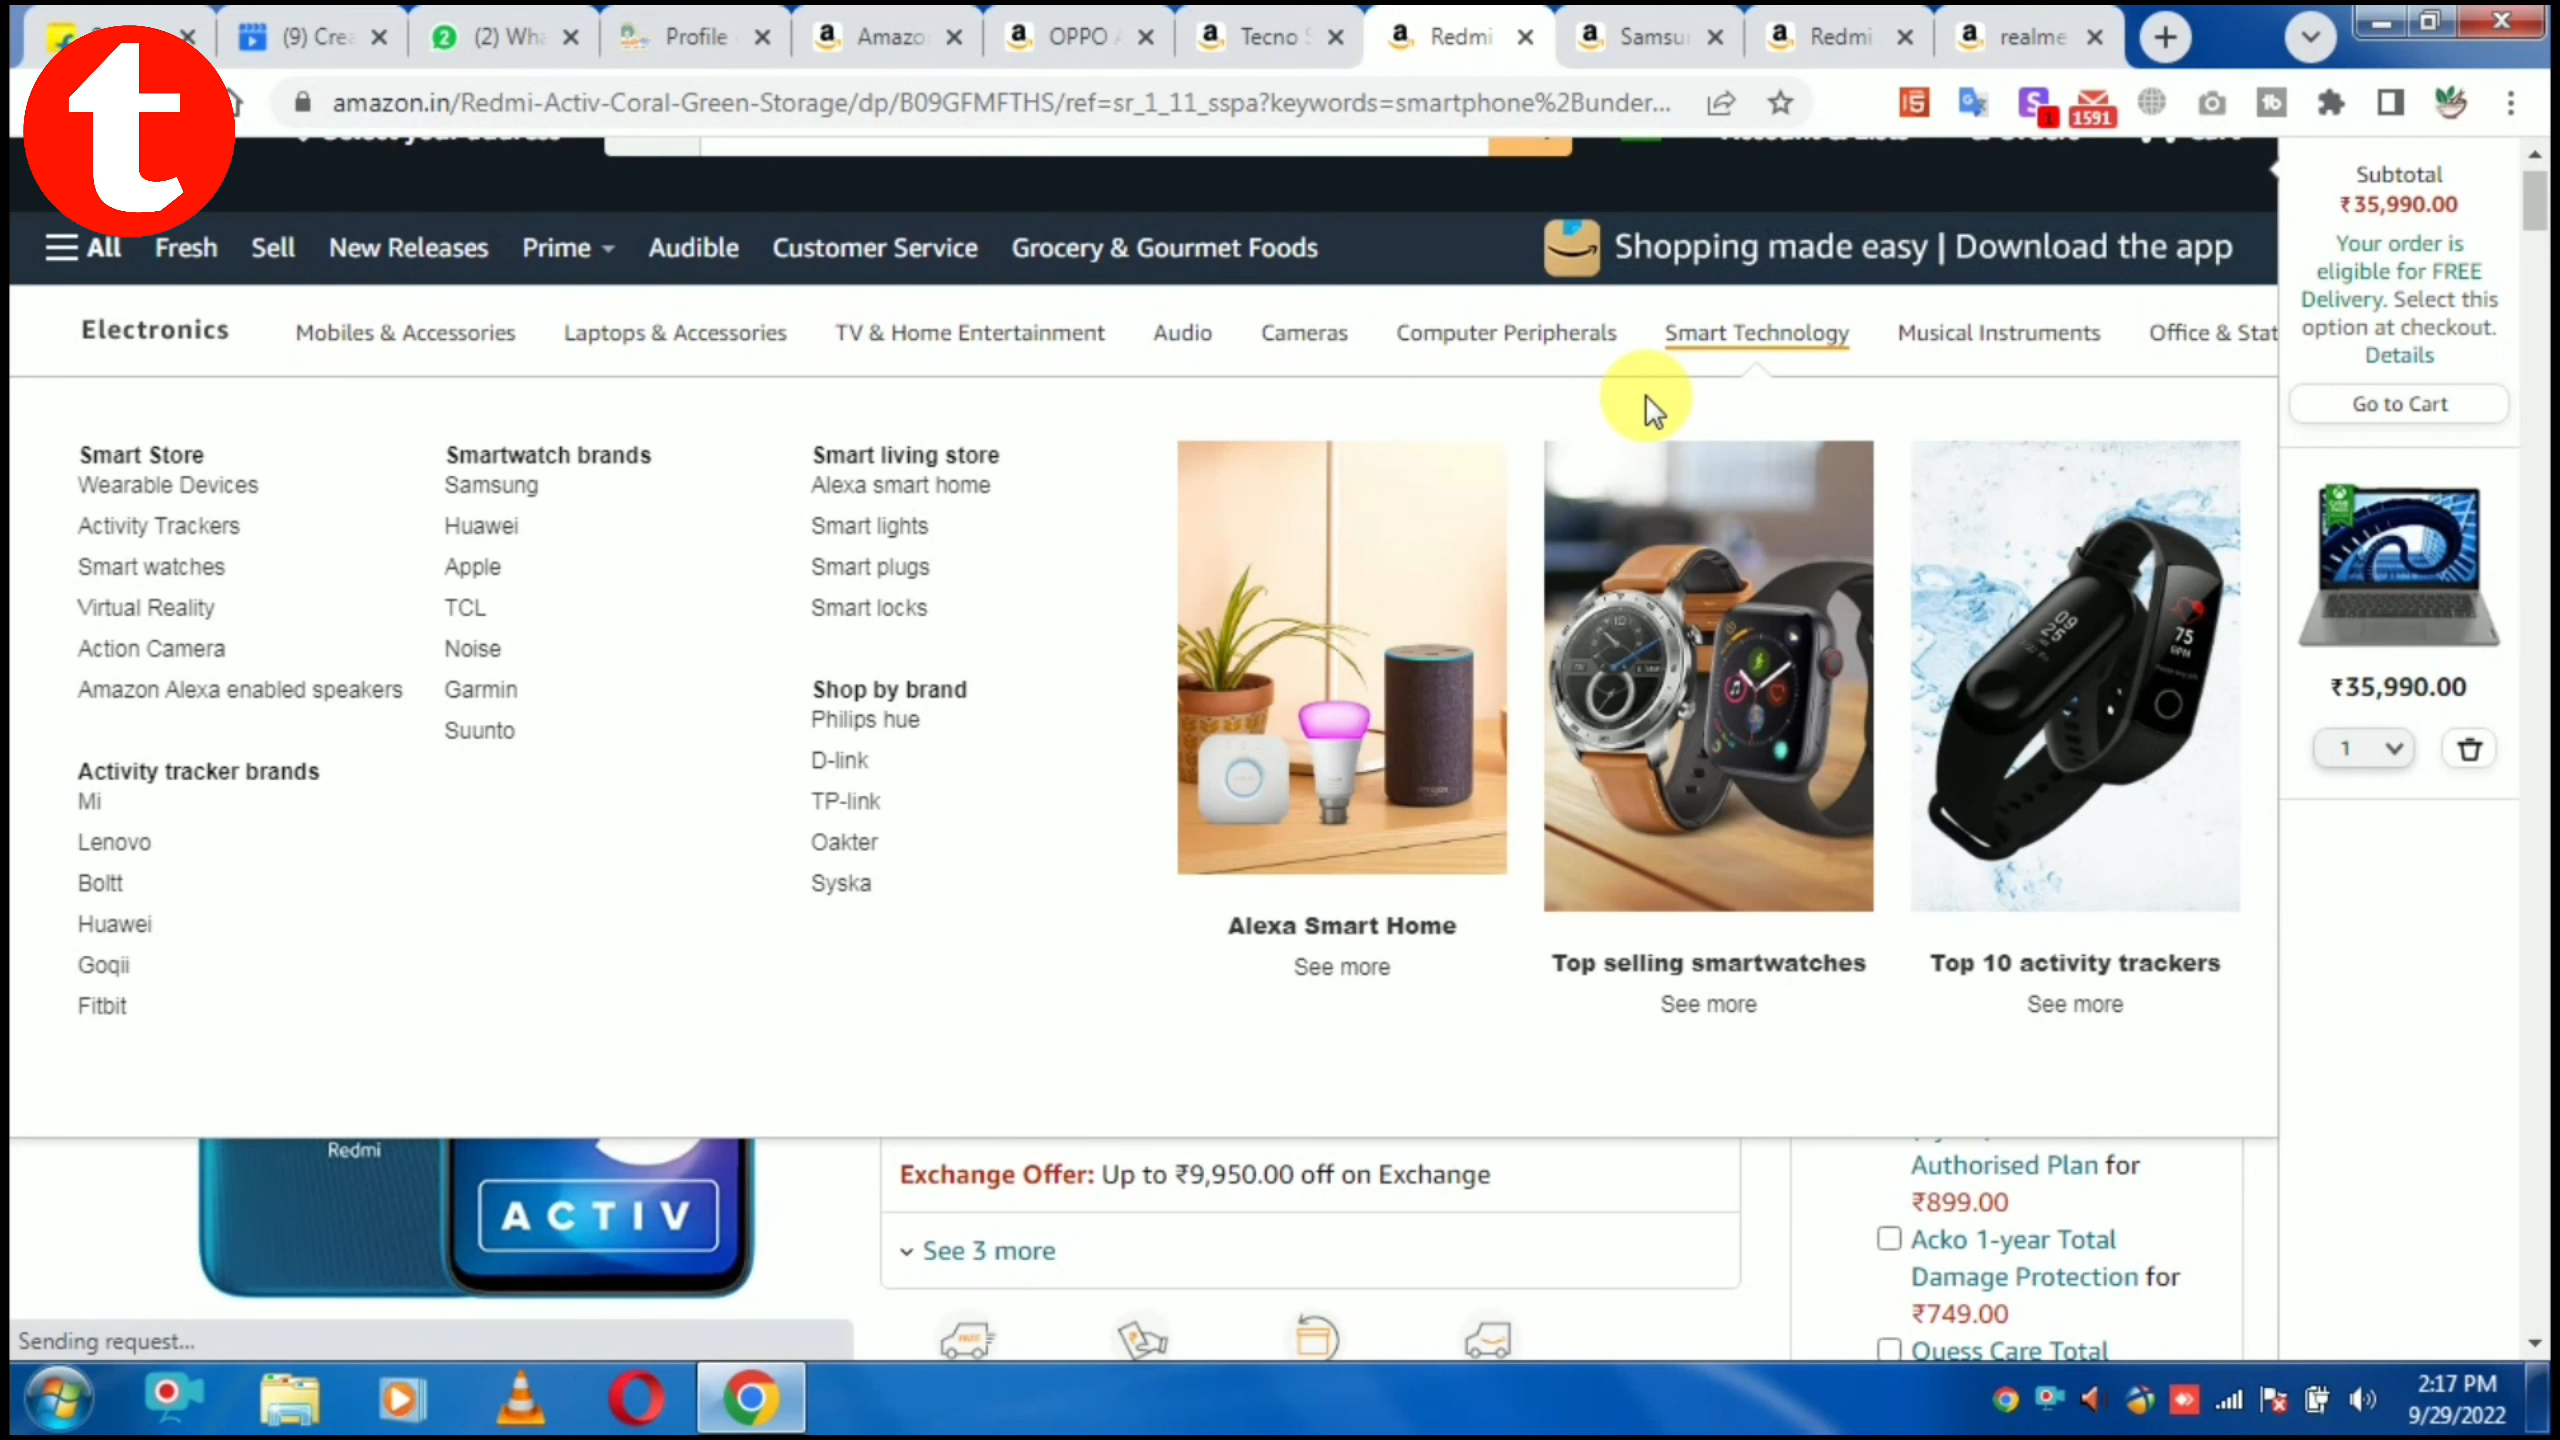 (9) Crea
(2) Wha
Profile
Amazo
OPPO
Tecno
Redmi
Samsu
Redmi
realme
t
amazon.in/Redmi-Activ-Coral-Green-Storage/dp/B09GFMFTHS/ref=sr_1_11_sspa?keywords=smartphone%2Bunder...
1
1591
Select your address
All Fresh Sell New Releases Prime Audible Customer Service Grocery & Gourmet Foods
Shopping made easy | Download the app
Electronics Mobiles & Accessories Laptops & Accessories TV & Home Entertainment Audio Cameras Computer Peripherals Smart Technology Musical Instruments Office & Stat
Smart Store
Wearable Devices
Activity Trackers
Smart watches
Virtual Reality
Action Camera
Amazon Alexa enabled speakers
Activity tracker brands
Mi
Lenovo
Boltt
Huawei
Goqii
Fitbit
Smartwatch brands
Samsung
Huawei
Apple
TCL
Noise
Garmin
Suunto
Smart living store
Alexa smart home
Smart lights
Smart plugs
Smart locks
Shop by brand
Philips hue
D-link
TP-link
Oakter
Syska
Alexa Smart Home
See more
Top selling smartwatches
See more
09
25
75
Top 10 activity trackers
See more
Subtotal
₹35,990.00
Your order is
eligible for FREE
Delivery. Select this
option at checkout.
Details
Go to Cart
₹35,990.00
1
Redmi
ACTIV
Exchange Offer: Up to ₹9,950.00 off on Exchange
See 3 more
Authorised Plan for
₹899.00
Acko 1-year Total
Damage Protection for
₹749.00
Quess Care Total
Sending request...
2:17 PM
9/29/2022